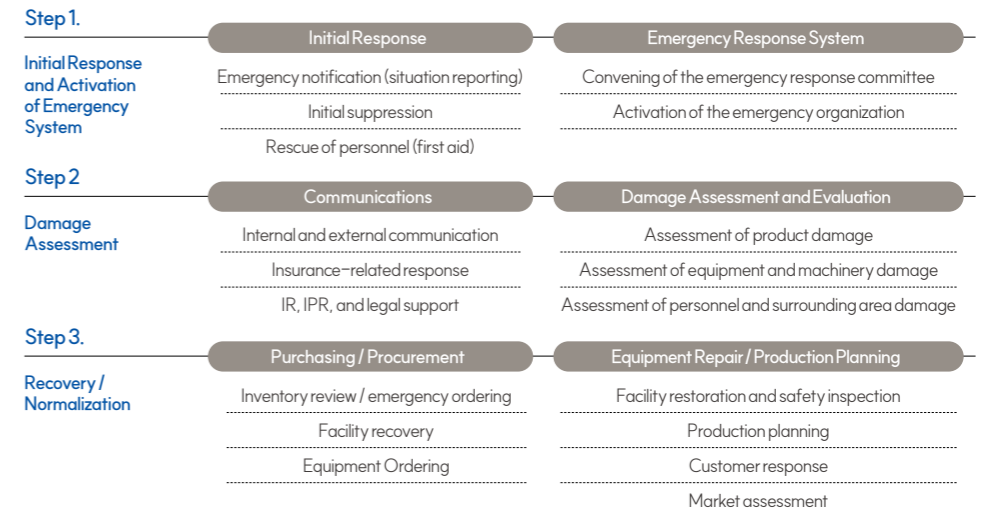 Step 1.
Initial Response
and Activation
of Emergency
System
Initial Response
Emergency notification (situation reporting)
Initial suppression
Rescue of personnel (first aid)
Emergency Response System
Convening of the emergency response committee
Activation of the emergency organization
Step 2
Damage
Assessment
Communications
Internal and external communication
Insurance-related response
IR, IPR, and legal support
Damage Assessment and Evaluation
Assessment of product damage
Assessment of equipment and machinery damage
Assessment of personnel and surrounding area damage
Step 3.
Recovery /
Normalization
Purchasing / Procurement
Inventory review / emergency ordering
Facility recovery
Equipment Ordering
Equipment Repair / Production Planning
Facility restoration and safety inspection
Production planning
Customer response
Market assessment